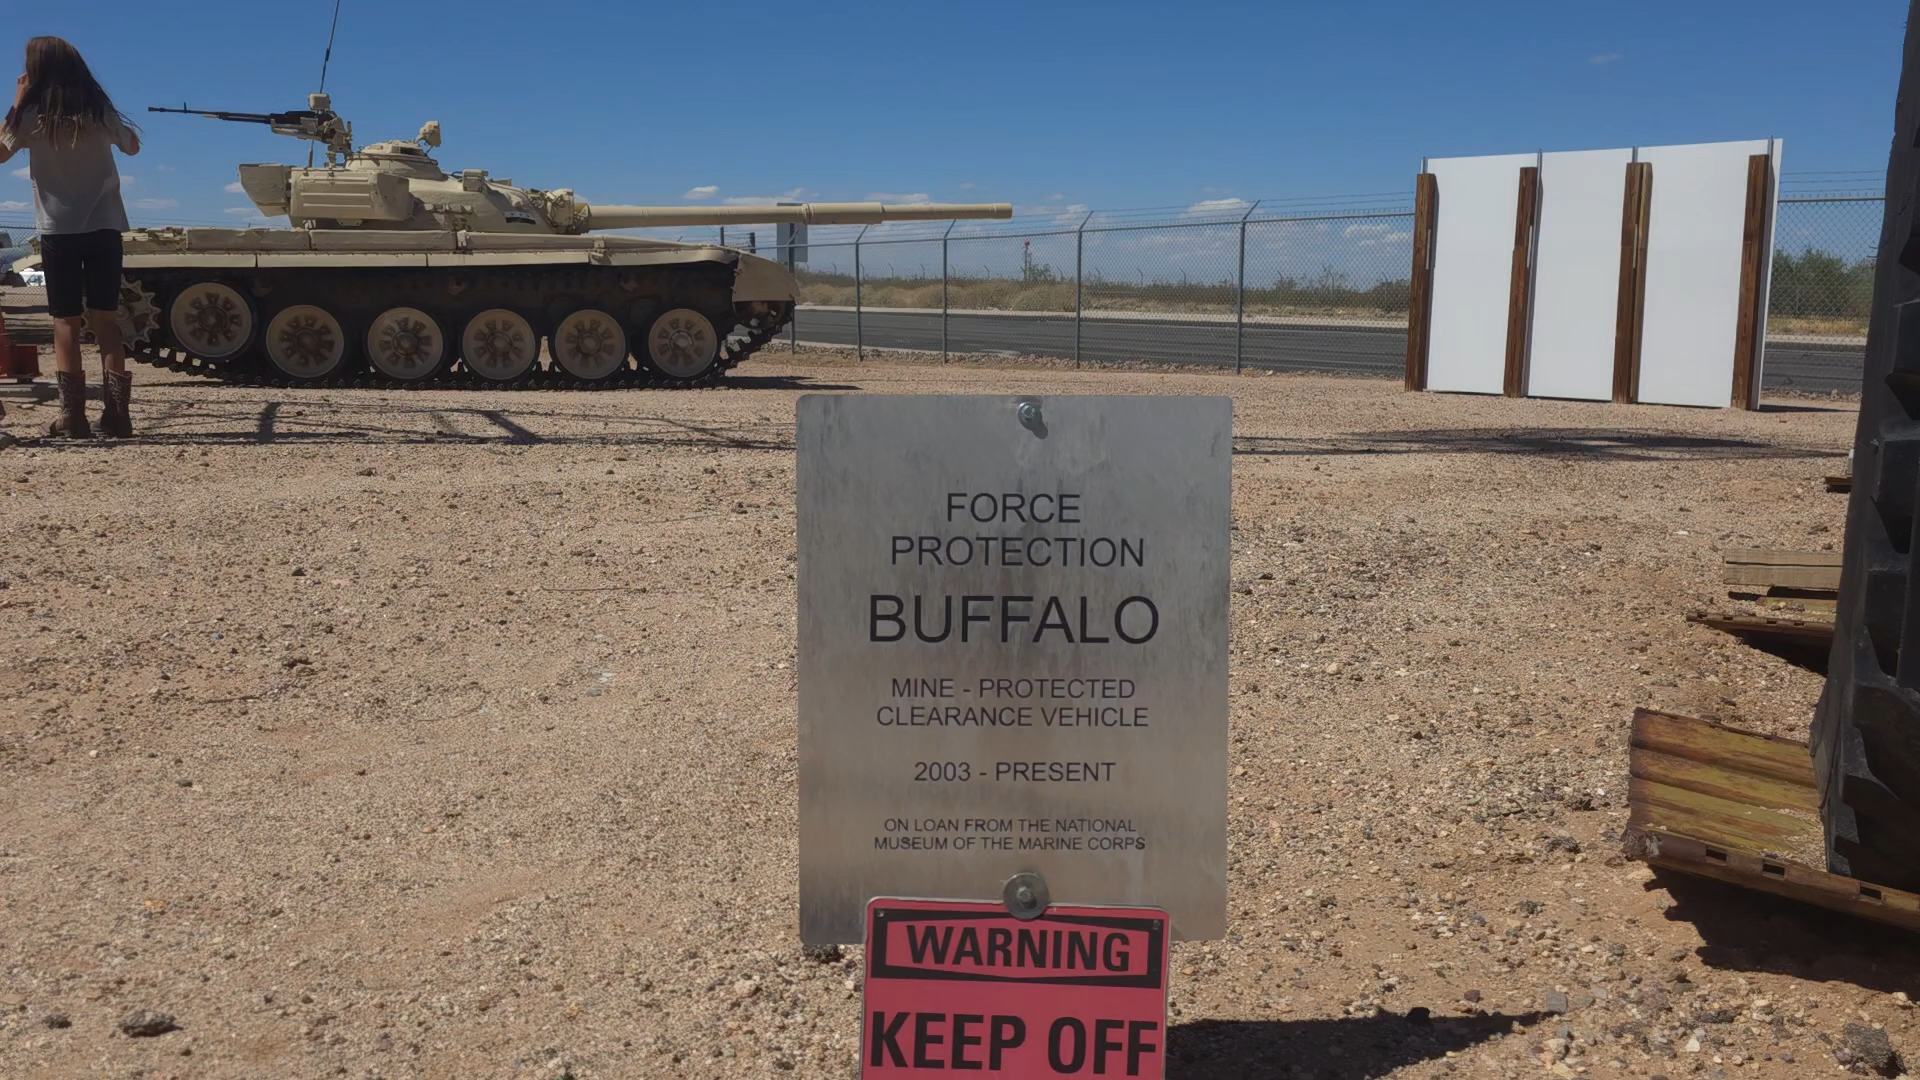 FORCE
PROTECTION
BUFFALO
MINE - PROTECTED
CLEARANCE VEHICLE
2003 - PRESENT
ON LOAN FROM THE NATIONAL
MUSEUM OF THE MARINE CORPS
WARNING
KEEP OFF